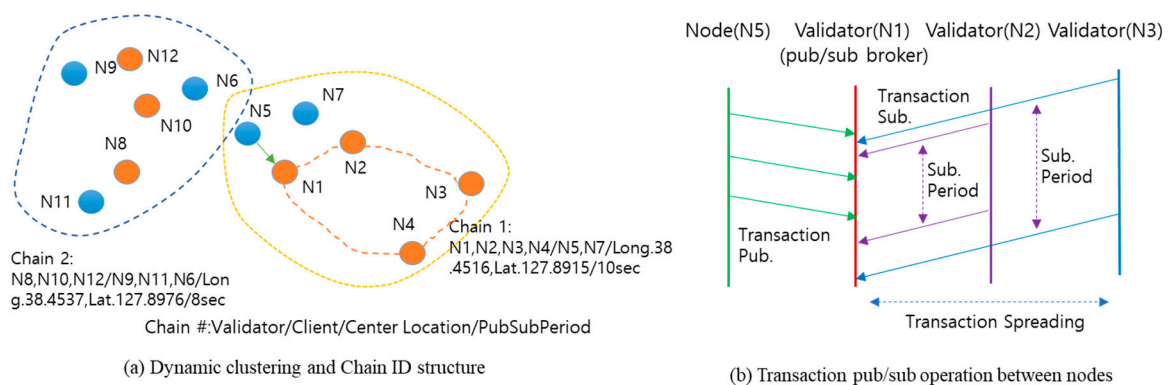 N12
N9
N6
N10
N8
N11
N5
N7
N2
N1
N3
N4
Chain 2:
N8,N10,N12/N9,N11,N6/Lon
g.38.4537,Lat.127.8976/8sec
Chain 1:
N1,N2,N3,N4/N5,N7/Long.38
.4516,Lat.127.8915/10sec
Chain #:Validator/Client/Center Location/PubSubPeriod
(a) Dynamic clustering and Chain ID structure
Node(N5)
Validator(N1)
(pub/sub broker)
Validator(N2)
Validator(N3)
Transaction
Sub.
Sub.
Period
Sub.
Period
Transaction
Pub.
Transaction Spreading
(b) Transaction pub/sub operation between nodes